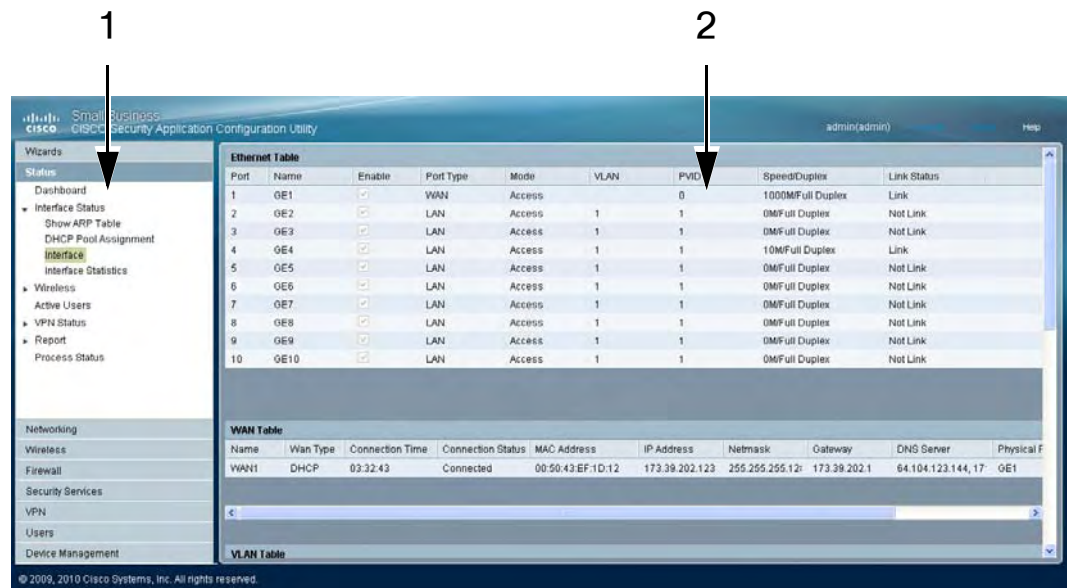 1 2
Small Business
CISCO CISCO Security Application Configuration Utility
admin(admin) Help
Wizards
Status
Dashboard
Interface Status
Show ARP Table
DHCP Pool Assignment
Interface
Interface Statistics
Wireless
Active Users
VPN Status
Report
Process Status
Networking
Wireless
Firewall
Security Services
VPN
Users
Device Management
Ethernet Table
Port Name Enable Port Type Mode VLAN PVID Speed/Duplex Link Status
1 GE1 WAN Access 0 1000M/Full Duplex Link
2 GE2 LAN Access 1 1 0M/Full Duplex Not Link
3 GE3 LAN Access 1 1 0M/Full Duplex Not Link
4 GE4 LAN Access 1 1 10M/Full Duplex Link
5 GE5 LAN Access 1 1 0M/Full Duplex Not Link
6 GE6 LAN Access 1 1 0M/Full Duplex Not Link
7 GE7 LAN Access 1 1 0M/Full Duplex Not Link
8 GE8 LAN Access 1 1 0M/Full Duplex Not Link
9 GE9 LAN Access 1 1 0M/Full Duplex Not Link
10 GE10 LAN Access 1 1 0M/Full Duplex Not Link
WAN Table
Name Wan Type Connection Time Connection Status MAC Address IP Address Netmask Gateway DNS Server Physical P
WAN1 DHCP 03:32:43 Connected 00:50:43:EF:1D:12 173.39.202.123 255.255.255.12 173.39.202.1 64.104.123.144, 17 GE1
VLAN Table
© 2009, 2010 Cisco Systems, Inc. All rights reserved.